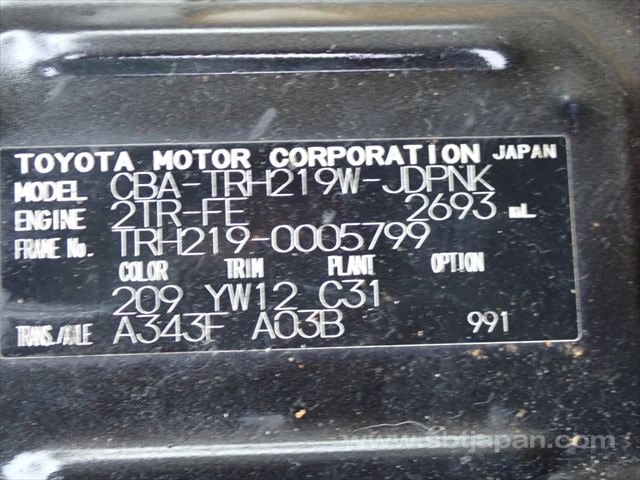 TOYOTA MOTOR CORPORATION JAPAN
MODEL CBA-TRH219W-JDPNK
ENGINE 2TR-FE 2693 mL
FRAME No. TRH219-0005799
COLOR TRIM PLANT OPTION
209 YW12 C31
TRANS./AXLE A343F A03B 991
www.sbtjapan.com